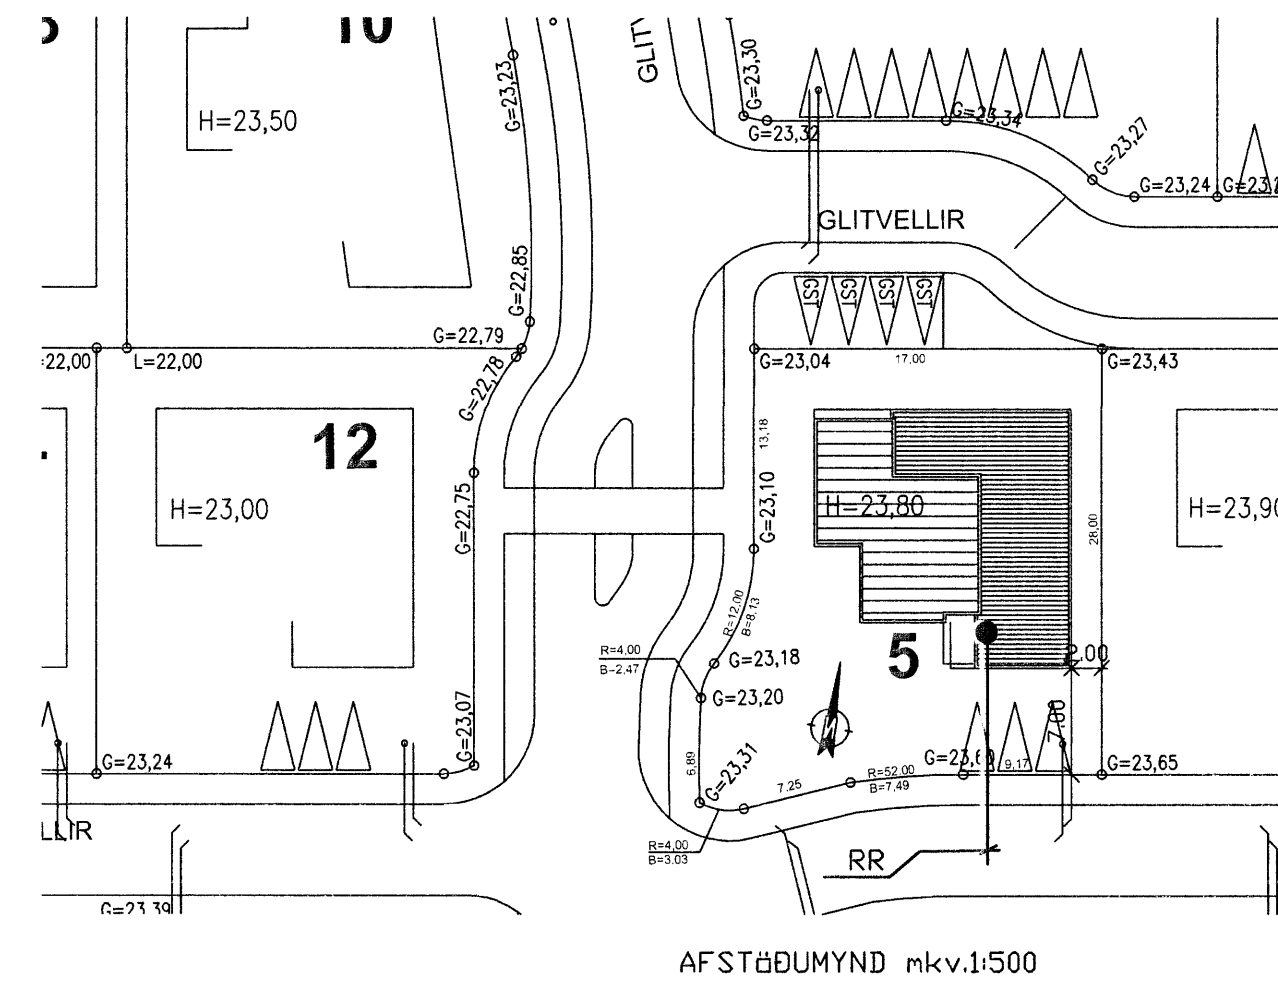 10
GLITV
G=23,30
G=23,23
H=23,50
G=23,32
G=23,34
G=23,27
G=23,24
G=23,2
GLITVELLIR
G=22,85
GST
GST
GST
GST
G=22,79
=22,00
L=22,00
G=22,78
G=23,04
17,00
G=23,43
12
13,18
H=23,00
G=22,75
G=23,10
H=23,80
28,00
H=23,90
R=12,00
B=8,13
R=4,00
B=2,47
G=23,18
5
2,00
G=23,20
G=23,07
7,00
G=23,24
6,89
G=23,31
7,25
R=52,00
B=7,49
G=23,60
9,17
G=23,65
LLIR
R=4,00
B=3,03
RR
G=23,39
AFSTöÐUMYND mkv.1:500